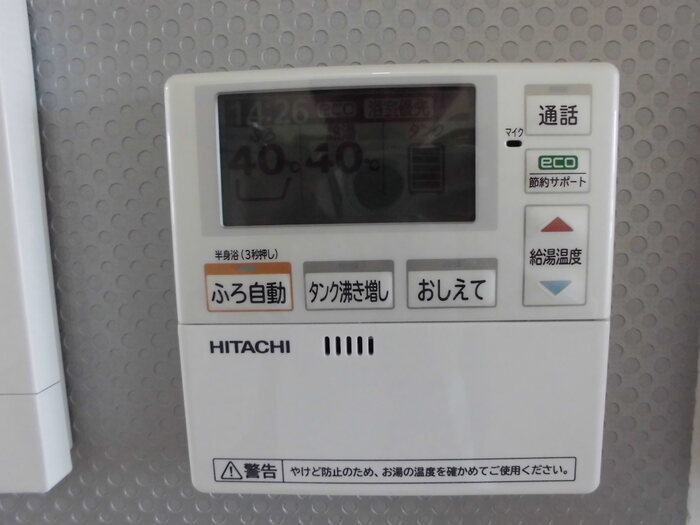 14:26 eco 浴室優先
ふろ 給湯 タンク
40℃ 40℃
通話
マイク
eco
節約サポート
給湯温度
半身浴(3秒押し)
ふろ自動
タンク沸き増し
おしえて
HITACHI
警告 やけど防止のため、お湯の温度を確かめてご使用ください。